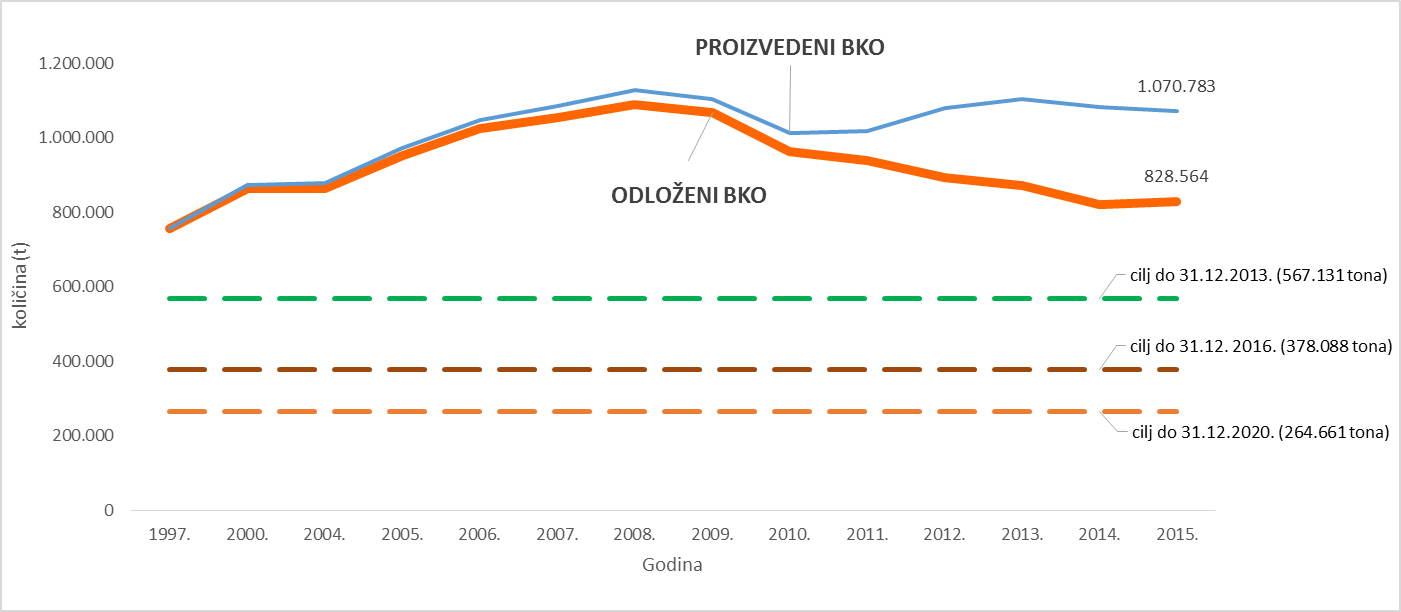 PROIZVEDENI BKO
1.200.000
1.070.783
1.000.000
828.564
ODLOŽENI BKO
800.000
600.000
cilj do 31.12.2013. (567.131 tona)
količina (t)
400.000
cilj do 31.12. 2016. (378.088 tona)
200.000
cilj do 31.12.2020. (264.661 tona)
0
1997. 2000. 2004. 2005. 2006. 2007. 2008. 2009. 2010. 2011. 2012. 2013. 2014. 2015.
Godina